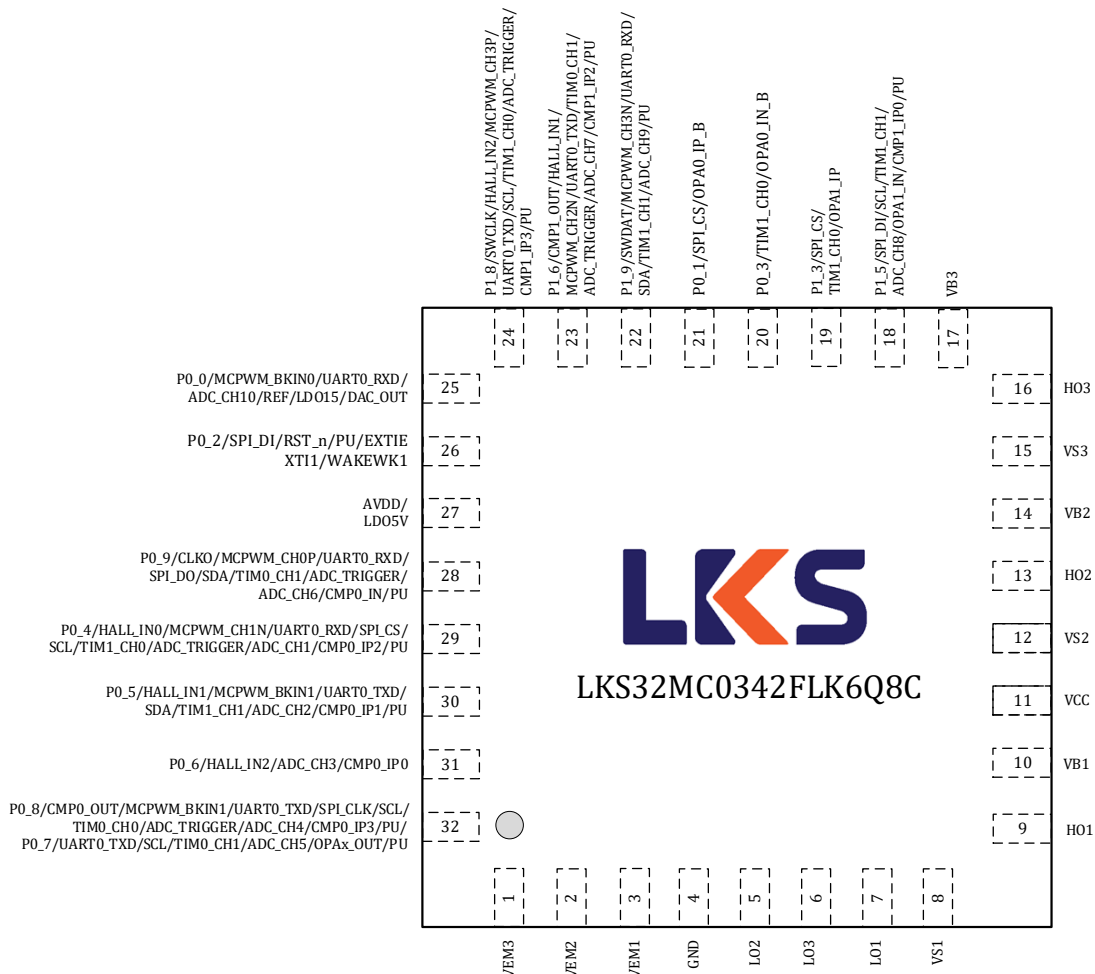 P1_8/SWCLK/HALL_IN2/MCPWM_CH3P/
UART0_TXD/SCL/TIM1_CH0/ADC_TRIGGER/
CMP1_IP3/PU
P1_6/CMP1_OUT/HALL_IN1/
MCPWM_CH2N/UART0_TXD/TIM0_CH1/
ADC_TRIGGER/ADC_CH7/CMP1_IP2/PU
P1_9/SWDAT/MCPWM_CH3N/UART0_RXD/
SDA/TIM1_CH1/ADC_CH9/PU
P0_1/SPI_CS/OPA0_IP_B
P0_3/TIM1_CH0/OPA0_IN_B
P1_3/SPI_CS/
TIM1_CH0/OPA1_IP
P1_5/SPI_DI/SCL/TIM1_CH1/
ADC_CH8/OPA1_IN/CMP1_IP0/PU
VB3
24
23
22
21
20
19
18
17
P0_0/MCPWM_BKIN0/UART0_RXD/
ADC_CH10/REF/LDO15/DAC_OUT
25
P0_2/SPI_DI/RST_n/PU/EXTIE
XTI1/WAKEWK1
26
AVDD/
LDO5V
27
P0_9/CLKO/MCPWM_CH0P/UART0_RXD/
SPI_DO/SDA/TIM0_CH1/ADC_TRIGGER/
ADC_CH6/CMP0_IN/PU
28
P0_4/HALL_IN0/MCPWM_CH1N/UART0_RXD/SPI_CS/
SCL/TIM1_CH0/ADC_TRIGGER/ADC_CH1/CMP0_IP2/PU
29
P0_5/HALL_IN1/MCPWM_BKIN1/UART0_TXD/
SDA/TIM1_CH1/ADC_CH2/CMP0_IP1/PU
30
P0_6/HALL_IN2/ADC_CH3/CMP0_IP0
31
P0_8/CMP0_OUT/MCPWM_BKIN1/UART0_TXD/SPI_CLK/SCL/
TIM0_CH0/ADC_TRIGGER/ADC_CH4/CMP0_IP3/PU/
P0_7/UART0_TXD/SCL/TIM0_CH1/ADC_CH5/OPAx_OUT/PU
32
LKS
LKS32MC0342FLK6Q8C
16 HO3
15 VS3
14 VB2
13 HO2
12 VS2
11 VCC
10 VB1
9 HO1
1
2
3
4
5
6
7
8
VEM3
VEM2
VEM1
GND
LO2
LO3
LO1
VS1